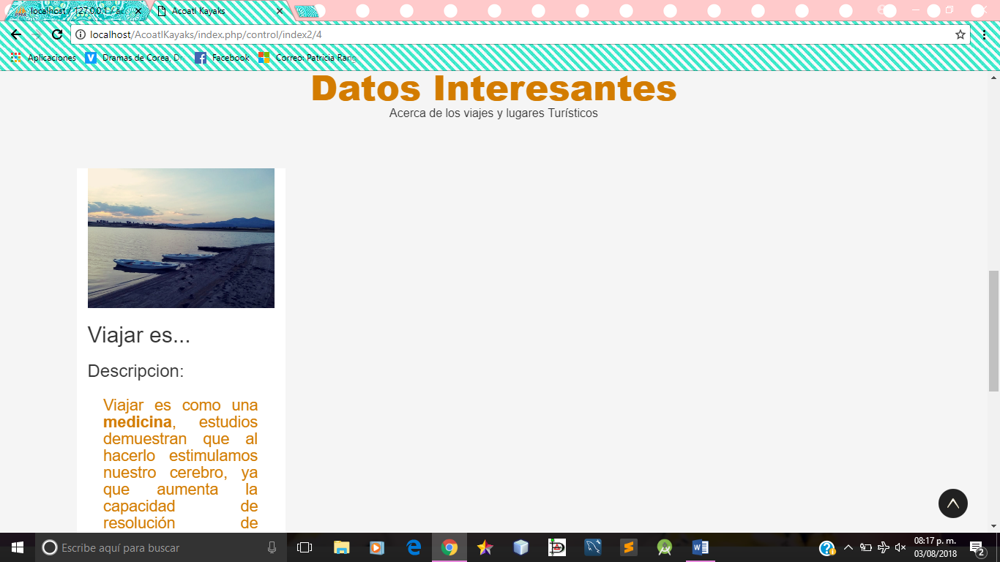 localhost / 127.0.0.1 / ac
Acoatl Kayaks
localhost/AcoatlKayaks/index.php/control/index2/4
Aplicaciones
Dramas de Corea, Dr
Facebook
Correo: Patricia Rang
Datos Interesantes
Acerca de los viajes y lugares Turísticos
Viajar es...
Descripcion:
Viajar es como una
medicina, estudios
demuestran que al
hacerlo estimulamos
nuestro cerebro, ya
que aumenta la
capacidad de
resolución de
Escribe aquí para buscar
08:17 p. m.
03/08/2018
2